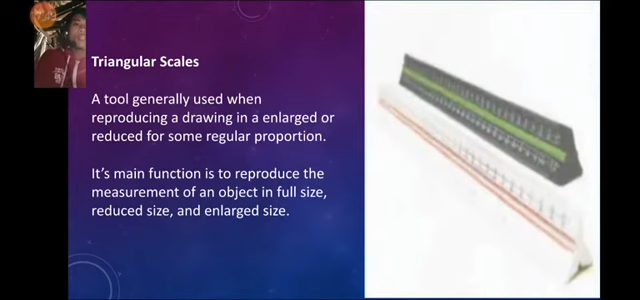 Triangular Scales
A tool generally used when
reproducing a drawing in a enlarged or
reduced for some regular proportion.
It's main function is to reproduce the
measurement of an object in full size,
reduced size, and enlarged size.